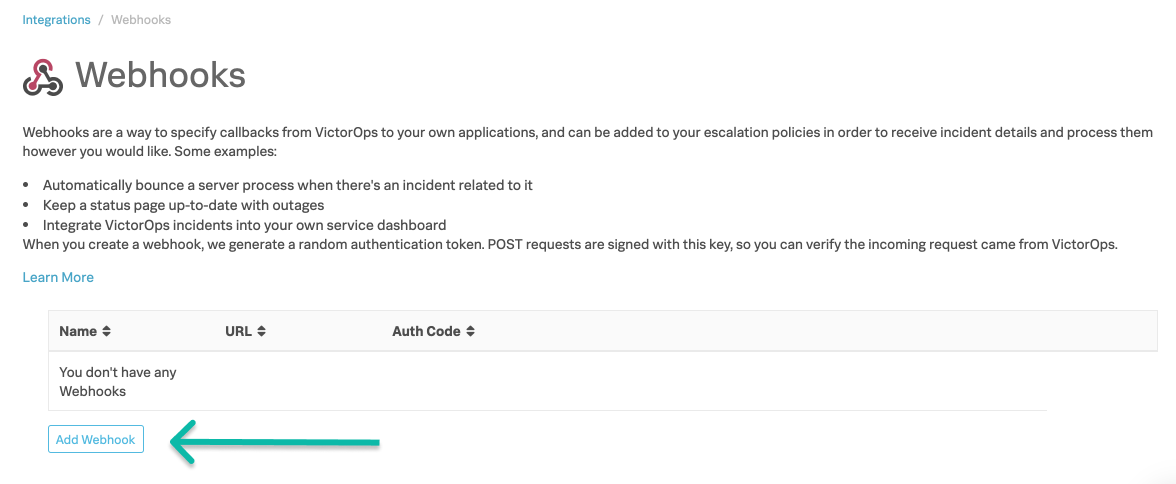 Integrations / Webhooks
Webhooks
Webhooks are a way to specify callbacks from VictorOps to your own applications, and can be added to your escalation policies in order to receive incident details and process them
however you would like. Some examples:
• Automatically bounce a server process when there's an incident related to it
• Keep a status page up-to-date with outages
• Integrate VictorOps incidents into your own service dashboard
When you create a webhook, we generate a random authentication token. POST requests are signed with this key, so you can verify the incoming request came from VictorOps.
Learn More
Name URL Auth Code
You don't have any
Webhooks
Add Webhook